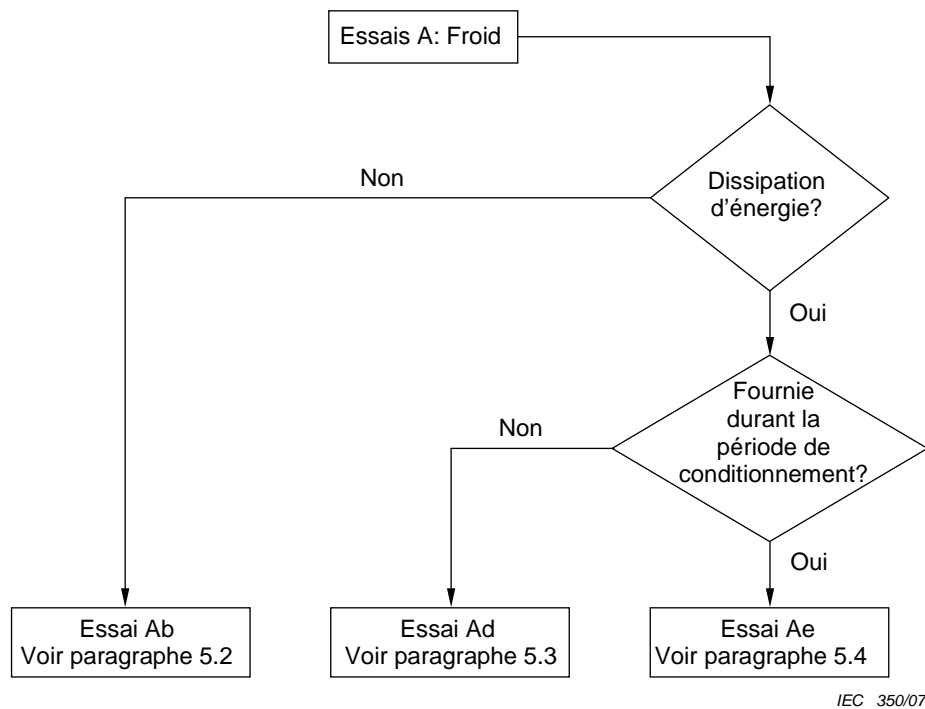 Essais A: Froid
Non
Dissipation
d'énergie?
Oui
Fournie
durant la
période de
conditionnement?
Non
Oui
Essai Ab
Voir paragraphe 5.2
Essai Ad
Voir paragraphe 5.3
Essai Ae
Voir paragraphe 5.4
IEC 350/07